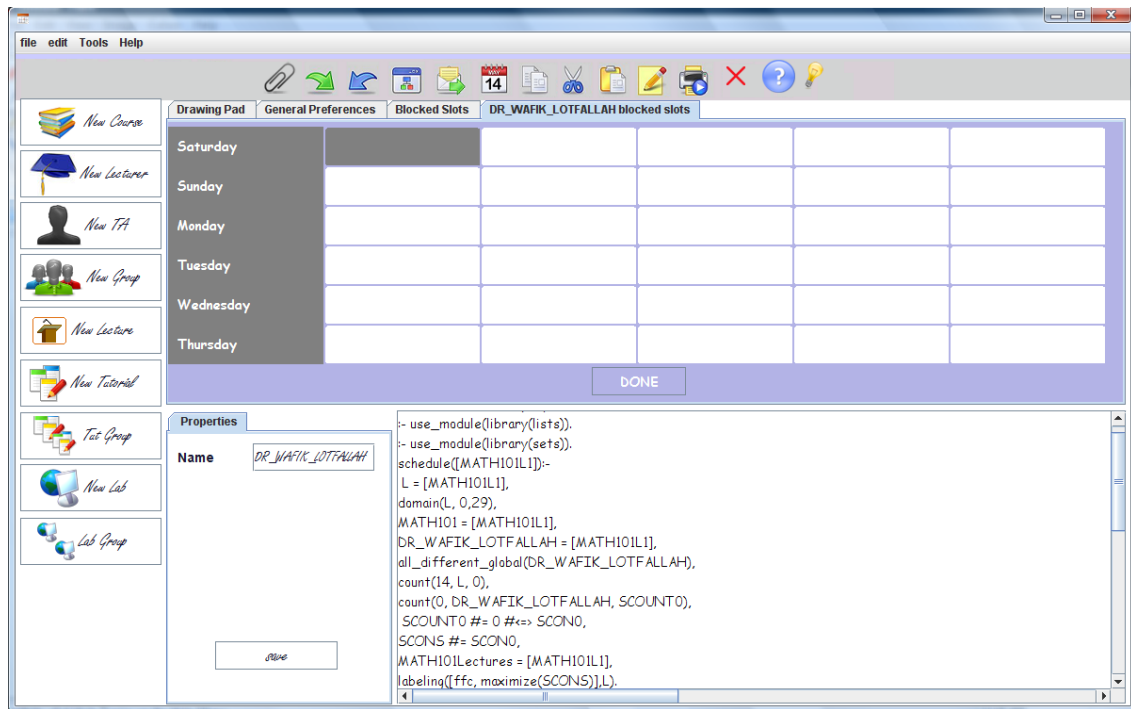 file edit Tools Help
MAY
14
New Course
New Lecturer
New TA
New Group
New Lecture
New Tutorial
Tut Group
New Lab
Lab Group
Drawing Pad General Preferences Blocked Slots DR_WAFIK_LOTFALLAH blocked slots
Saturday
Sunday
Monday
Tuesday
Wednesday
Thursday
DONE
Properties
Name DR_WAFIK_LOTFALLAH
save
:- use_module(library(lists)).
:- use_module(library(sets)).
schedule([MATH101L1]):-
L = [MATH101L1],
domain(L, 0,29),
MATH101 = [MATH101L1],
DR_WAFIK_LOTFALLAH = [MATH101L1],
all_different_global(DR_WAFIK_LOTFALLAH),
count(14, L, 0),
count(0, DR_WAFIK_LOTFALLAH, SCOUNT0),
SCOUNT0 #= 0 #<=> SCON0,
SCONS #= SCON0,
MATH101Lectures = [MATH101L1],
labeling([ffc, maximize(SCONS)],L).